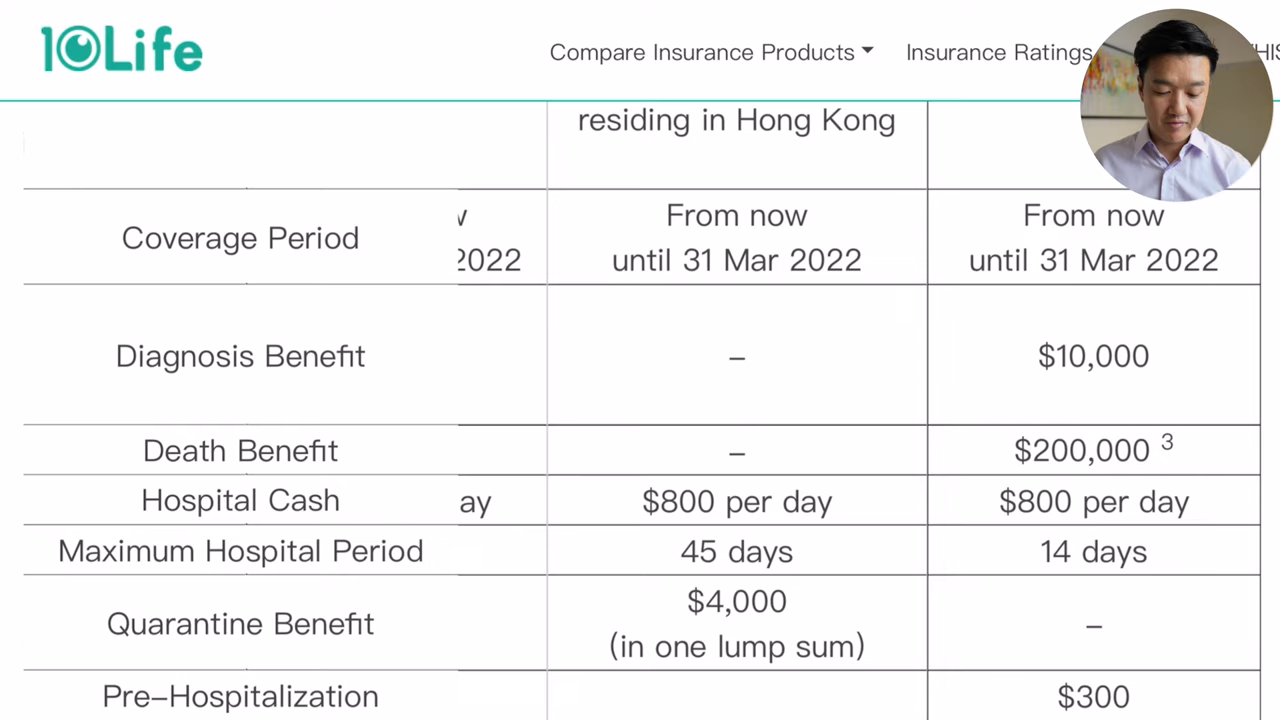 10Life
Compare Insurance Products
Insurance Ratings
residing in Hong Kong
Coverage Period
2022
From now
until 31 Mar 2022
From now
until 31 Mar 2022
Diagnosis Benefit
–
$10,000
Death Benefit
–
$200,000 3
Hospital Cash
ay
$800 per day
$800 per day
Maximum Hospital Period
45 days
14 days
Quarantine Benefit
$4,000
(in one lump sum)
–
Pre–Hospitalization
$300